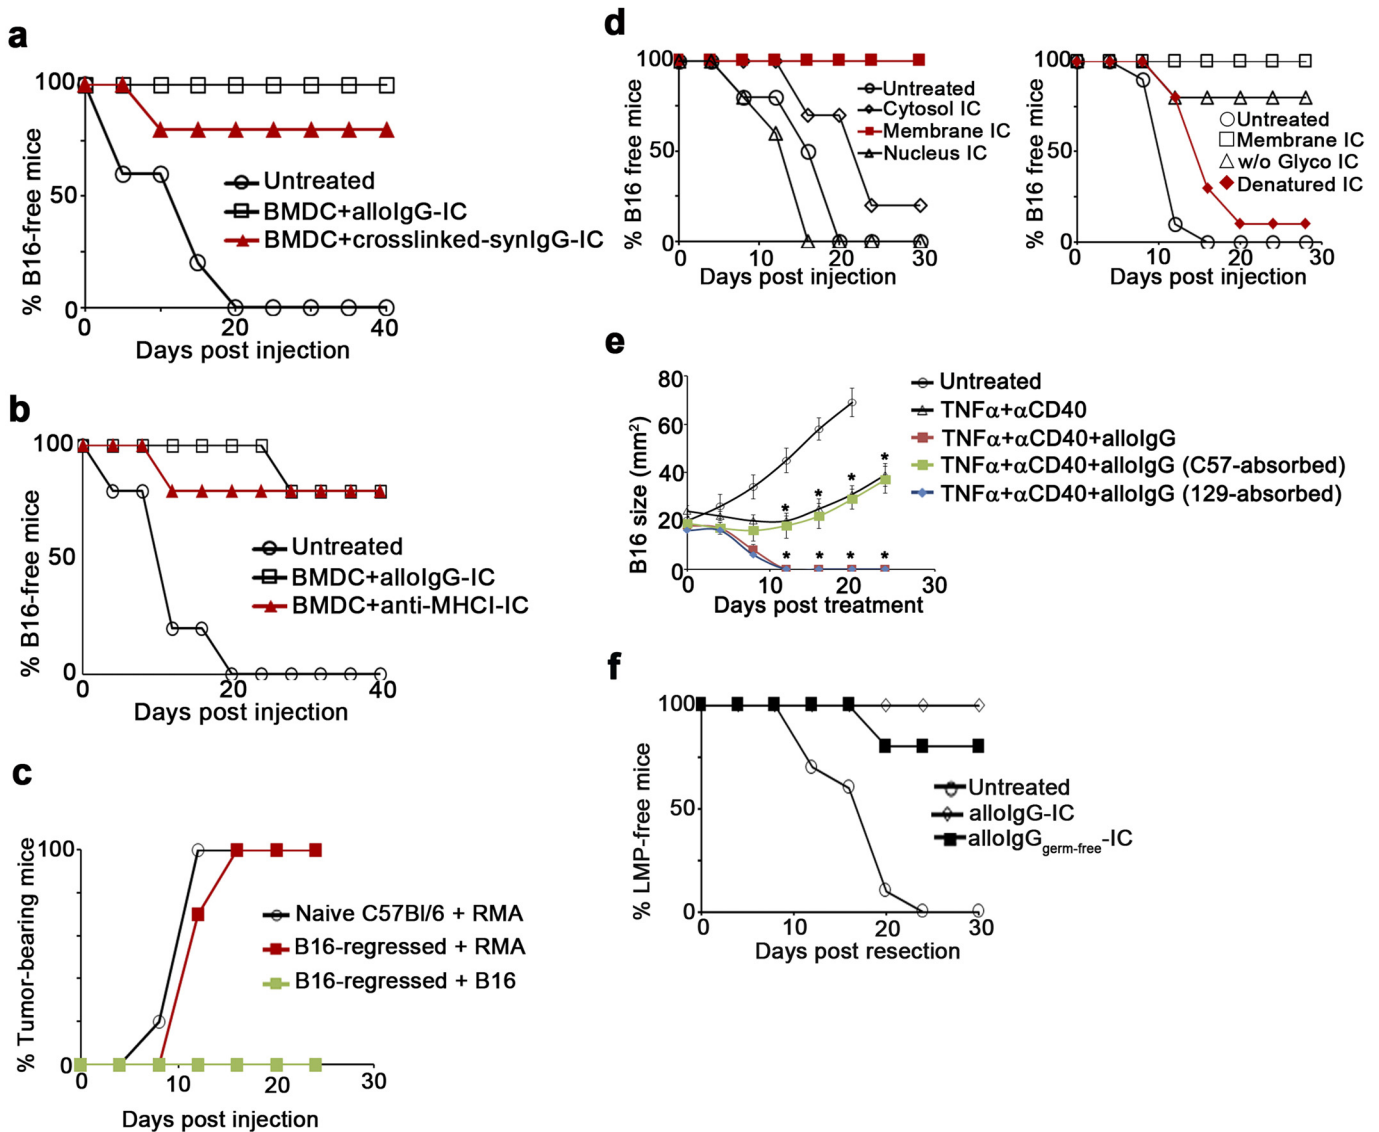 a
% B16-free mice
100
50
0
0 20 40
Days post injection
Untreated
BMDC+alloIgG-IC
BMDC+crosslinked-synIgG-IC
b
% B16-free mice
100
50
0
0 20 40
Days post injection
Untreated
BMDC+alloIgG-IC
BMDC+anti-MHCI-IC
c
% Tumor-bearing mice
100
0
0 10 20 30
Days post injection
Naive C57Bl/6 + RMA
B16-regressed + RMA
B16-regressed + B16
d
% B16 free mice
100
50
0
0 10 20 30
Days post injection
Untreated
Cytosol IC
Membrane IC
Nucleus IC
% B16 free mice
100
50
0
0 10 20 30
Days post injection
Untreated
Membrane IC
w/o Glyco IC
Denatured IC
e
B16 size (mm²)
80
60
40
20
0
0 10 20 30
Days post treatment
* * * *
* * * *
Untreated
TNFα+αCD40
TNFα+αCD40+alloIgG
TNFα+αCD40+alloIgG (C57-absorbed)
TNFα+αCD40+alloIgG (129-absorbed)
f
% LMP-free mice
100
50
0
0 10 20 30
Days post resection
Untreated
alloIgG-IC
alloIgGgerm-free-IC